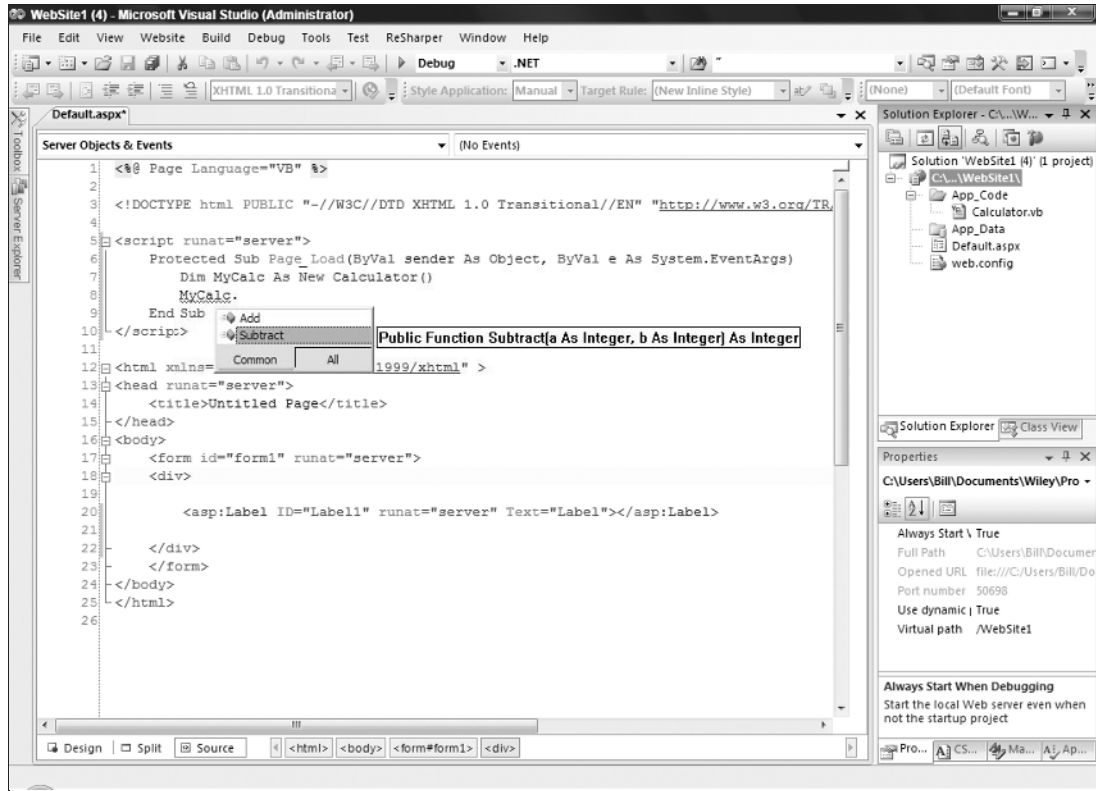 WebSite1 (4) - Microsoft Visual Studio (Administrator)
File Edit View Website Build Debug Tools Test ReSharper Window Help
Debug .NET
XHTML 1.0 Transitiona Style Application: Manual Target Rule: (New Inline Style) (None) (Default Font)
Toolbox
Server Explorer
Default.aspx*
Server Objects & Events (No Events)
1 <%@ Page Language="VB" %>
2
3 <!DOCTYPE html PUBLIC "-//W3C//DTD XHTML 1.0 Transitional//EN" "http://www.w3.org/TR/
4
5 <script runat="server">
6 Protected Sub Page_Load(ByVal sender As Object, ByVal e As System.EventArgs)
7 Dim MyCalc As New Calculator()
8 MyCalc.
9 End Sub
10 </script>
Add
Subtract
Common All
Public Function Subtract(a As Integer, b As Integer) As Integer
11
12 <html xmlns= 1999/xhtml" >
13 <head runat="server">
14 <title>Untitled Page</title>
15 </head>
16 <body>
17 <form id="form1" runat="server">
18 <div>
19
20 <asp:Label ID="Label1" runat="server" Text="Label"></asp:Label>
21
22 </div>
23 </form>
24 </body>
25 </html>
26
Design Split Source <html> <body> <form#form1> <div>
Solution Explorer - C:\...\W...
Solution 'WebSite1 (4)' (1 project)
C:\...\WebSite1\
App_Code
Calculator.vb
App_Data
Default.aspx
web.config
Solution Explorer Class View
Properties
C:\Users\Bill\Documents\Wiley\Pro
Always Start \ True
Full Path C:\Users\Bill\Documen
Opened URL file:///C:/Users/Bill/Do
Port number 50698
Use dynamic p True
Virtual path /WebSite1
Always Start When Debugging
Start the local Web server even when
not the startup project
Pro... CS... Ma... Ap...